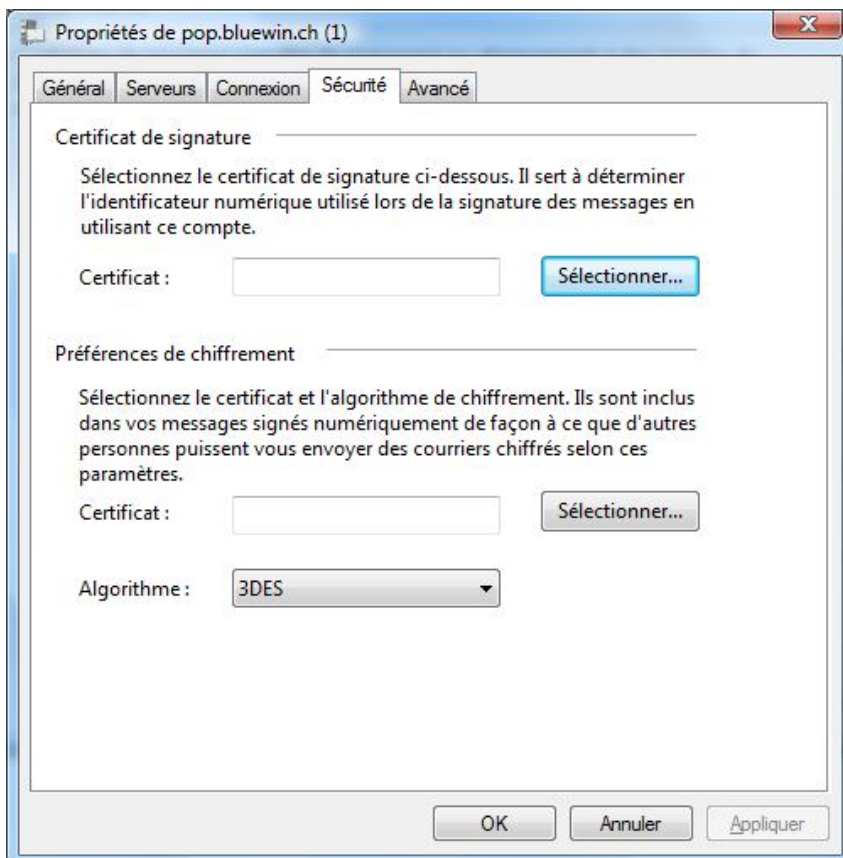 Propriétés de pop.bluewin.ch (1)
Général Serveurs Connexion Sécurité Avancé
Certificat de signature
Sélectionnez le certificat de signature ci-dessous. Il sert à déterminer
l'identificateur numérique utilisé lors de la signature des messages en
utilisant ce compte.
Certificat : Sélectionner...
Préférences de chiffrement
Sélectionnez le certificat et l'algorithme de chiffrement. Ils sont inclus
dans vos messages signés numériquement de façon à ce que d'autres
personnes puissent vous envoyer des courriers chiffrés selon ces
paramètres.
Certificat : Sélectionner...
Algorithme : 3DES
OK Annuler Appliquer